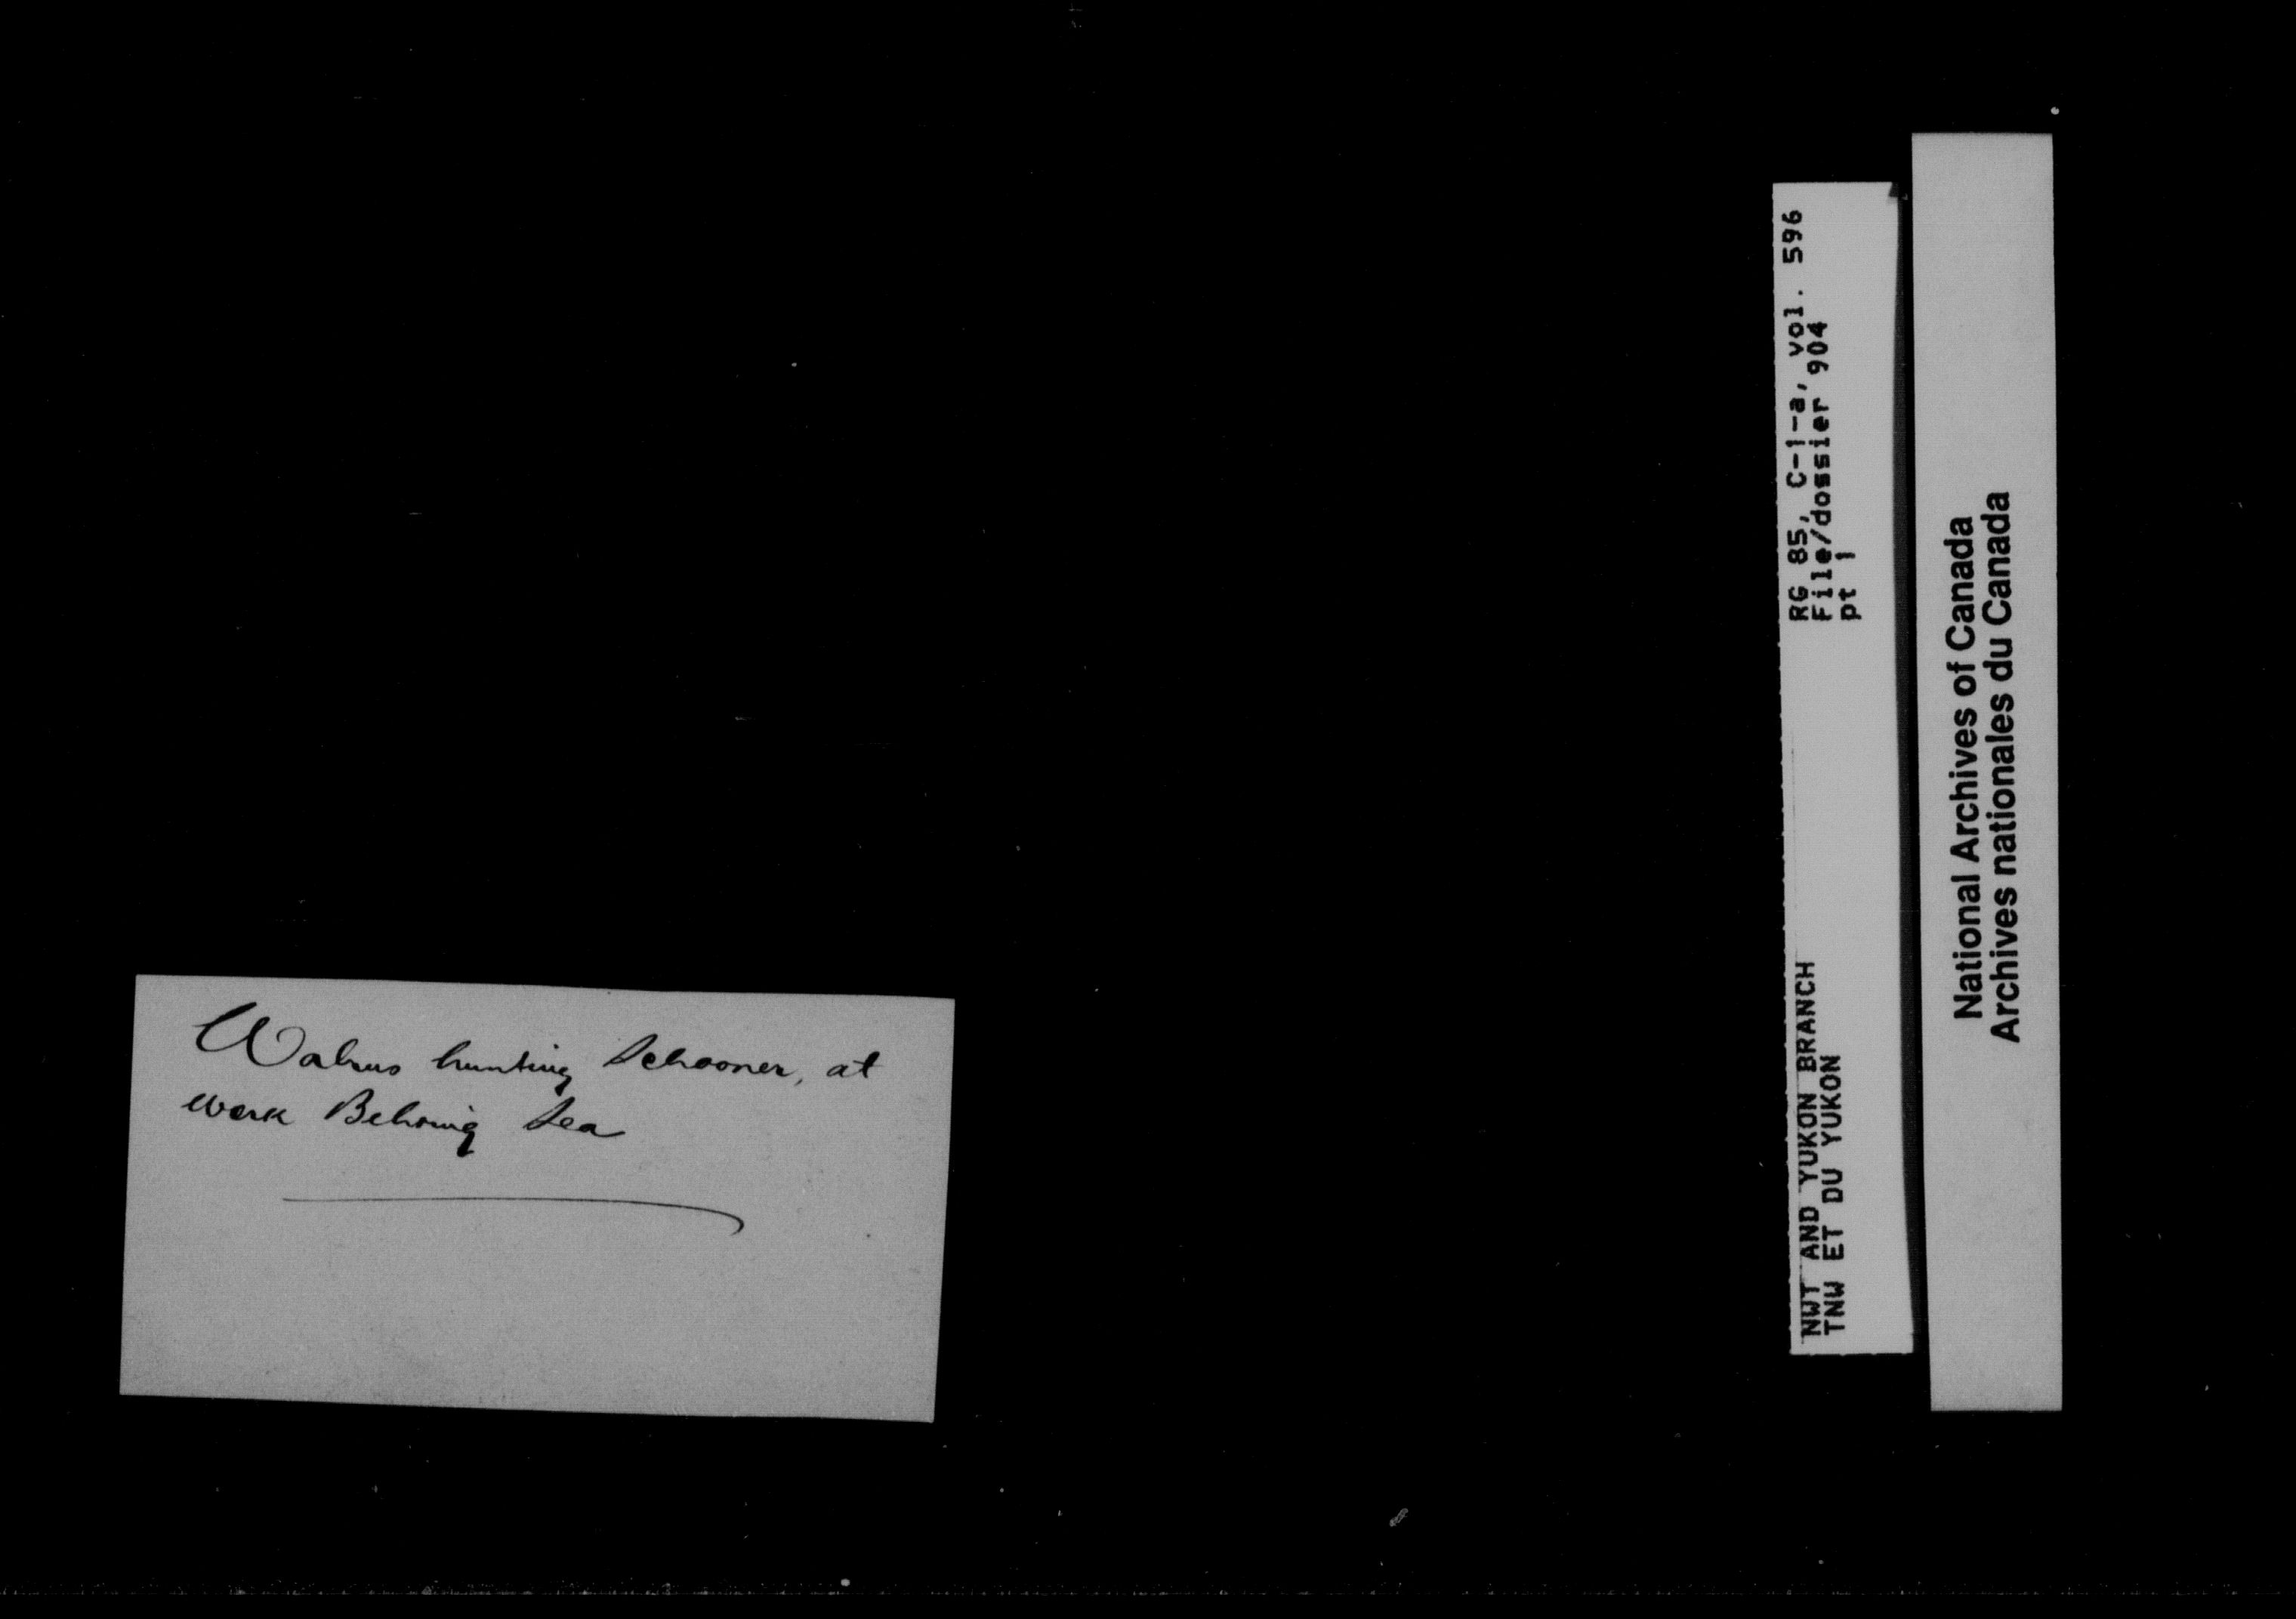 Walrus hunting Schooner, at
work Behring Sea
RG 85, C-1-a, vol. 596
File/dossier 904
pt 1
NWT AND YUKON BRANCH
TNW ET DU YUKON
National Archives of Canada
Archives nationales du Canada